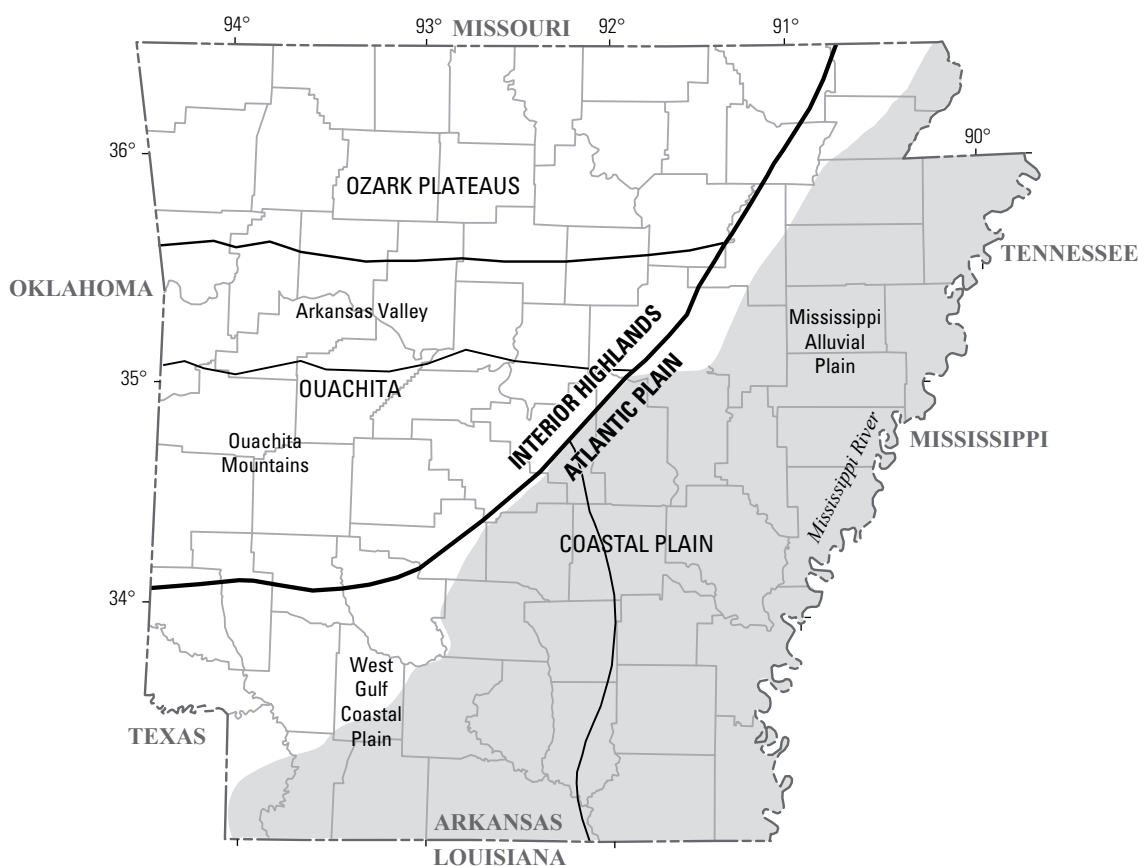 94°
93°
MISSOURI
92°
91°
36°
90°
OZARK PLATEAUS
TENNESSEE
OKLAHOMA
Arkansas Valley
Mississippi
Alluvial
Plain
INTERIOR HIGHLANDS
ATLANTIC PLAIN
35°
OUACHITA
Ouachita
Mountains
MISSISSIPPI
Mississippi River
COASTAL PLAIN
34°
West
Gulf
Coastal
Plain
TEXAS
ARKANSAS
LOUISIANA